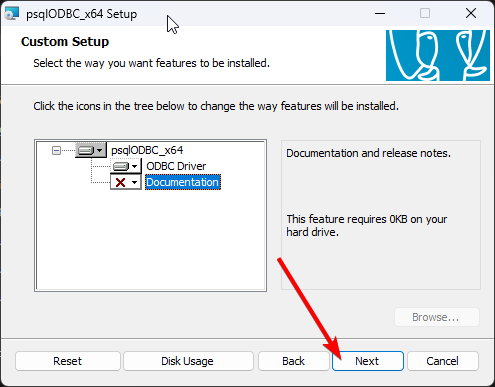 psqlODBC_x64 Setup
Custom Setup
Select the way you want features to be installed.
Click the icons in the tree below to change the way features will be installed.
psqlODBC_x64
ODBC Driver
Documentation
Documentation and release notes.
This feature requires 0KB on your
hard drive.
Browse...
Reset
Disk Usage
Back
Next
Cancel